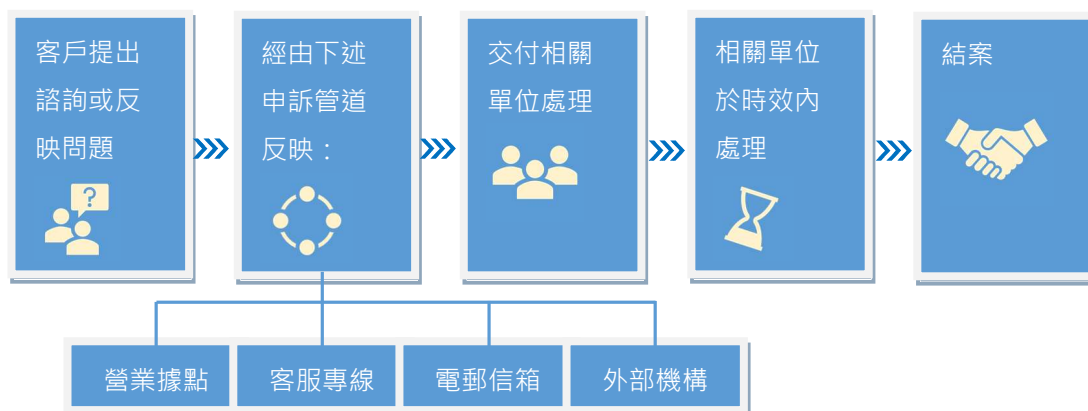 客戶提出
諮詢或反
映問題
?
經由下述
申訴管道
反映：
交付相關
單位處理
相關單位
於時效內
處理
結案
營業據點
客服專線
電郵信箱
外部機構